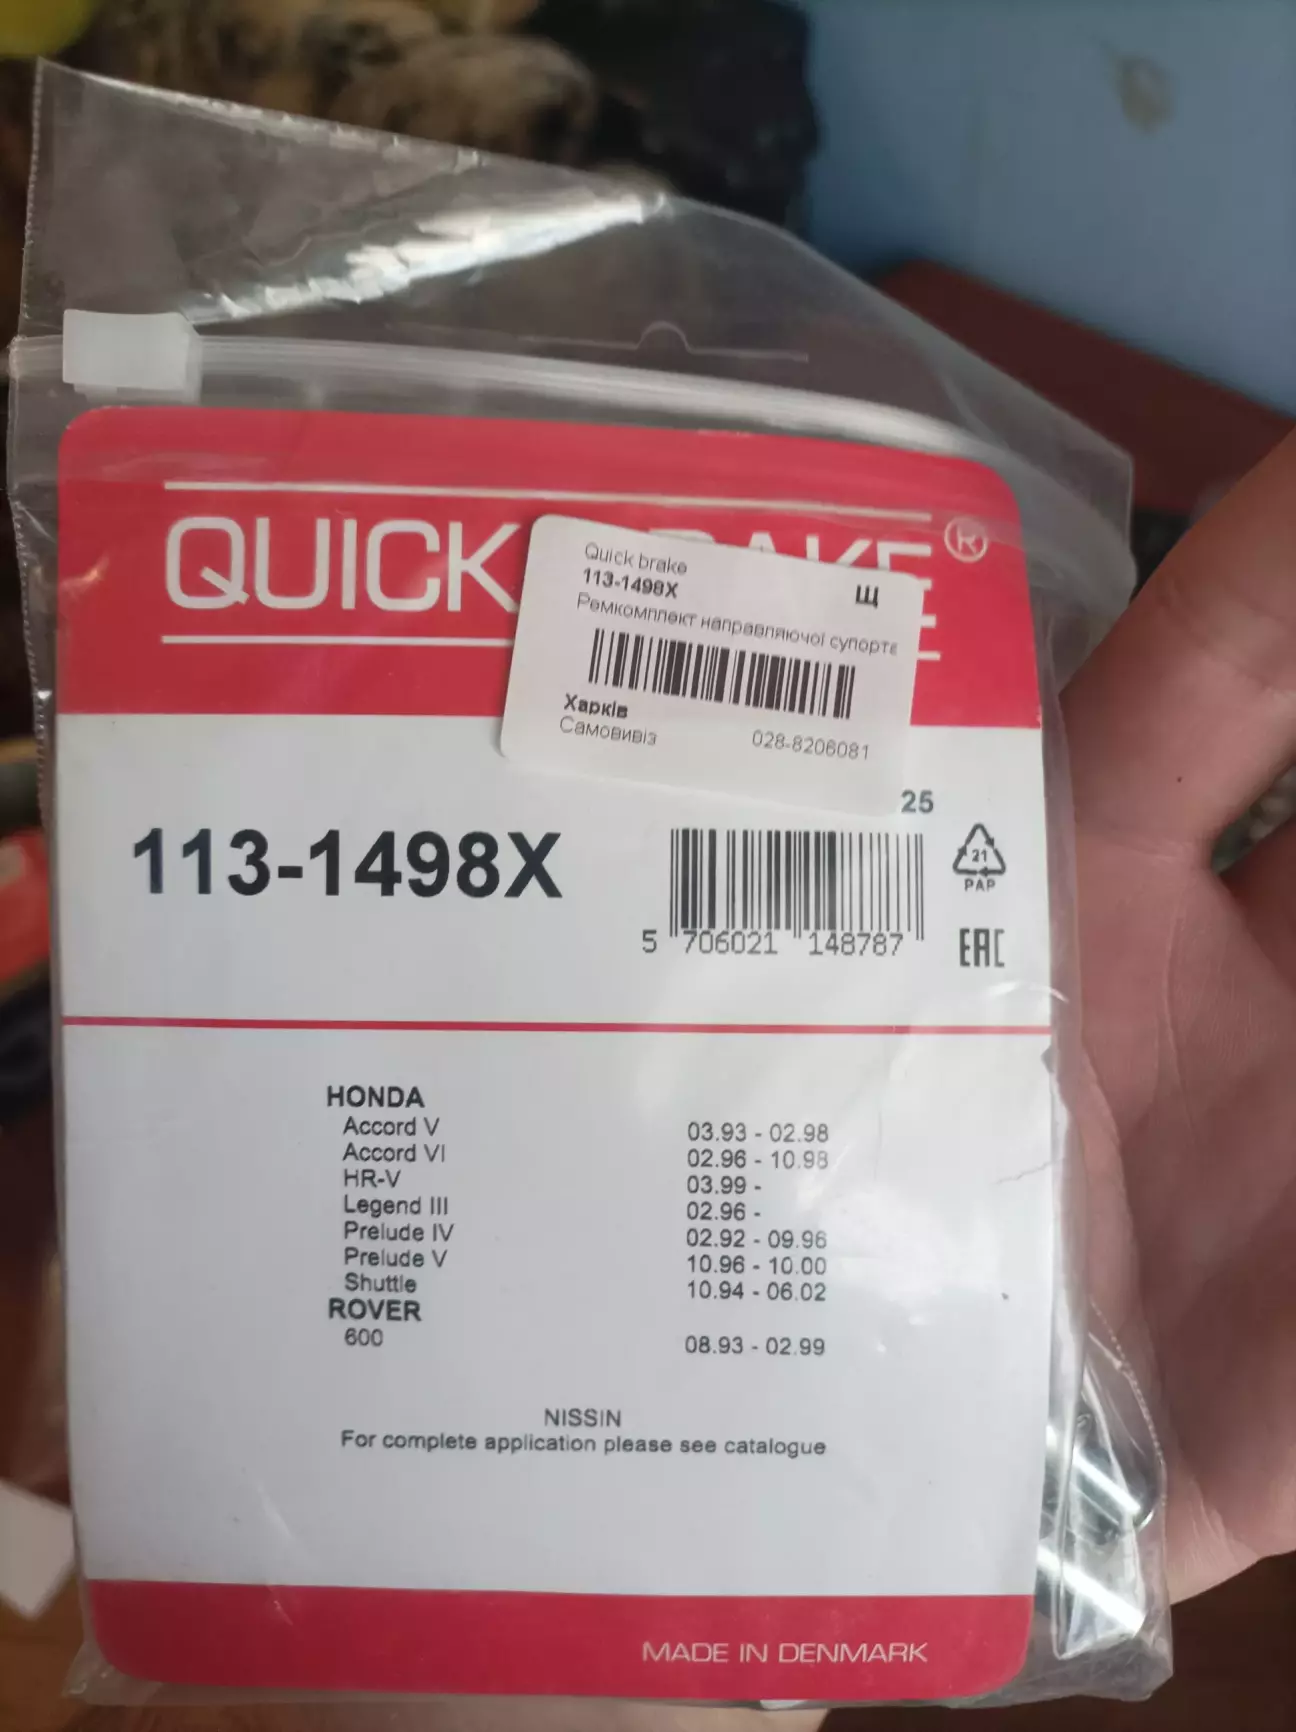 QUICK
®
Quick brake
113-1498X
Щ
Ремкомплект направляючої супорта
Харків
Самовивіз
028-8206081
25
113-1498X
5 706021 148787
21
PAP
EAC
HONDA
Accord V 03.93 - 02.98
Accord VI 02.96 - 10.98
HR-V 03.99 -
Legend III 02.96 -
Prelude IV 02.92 - 09.96
Prelude V 10.96 - 10.00
Shuttle 10.94 - 06.02
ROVER
600 08.93 - 02.99
NISSIN
For complete application please see catalogue
MADE IN DENMARK